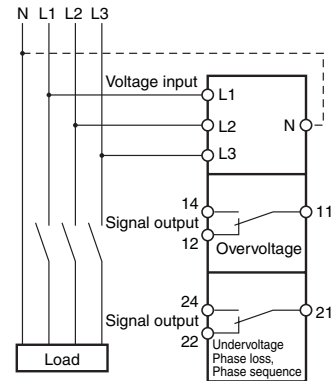 N L1 L2 L3
Voltage input
L1
L2
N
L3
14
11
Signal output
12
Overvoltage
24
21
Signal output
22
Undervoltage
Phase loss,
Phase sequence
Load